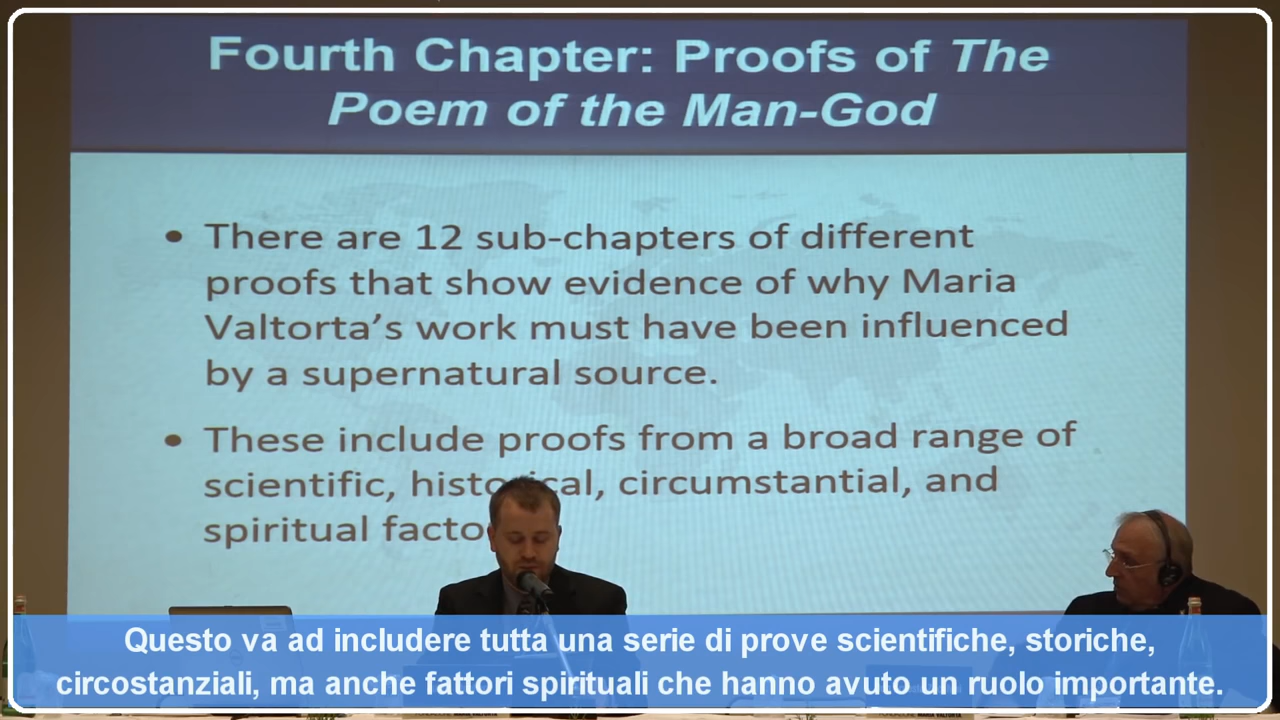 Fourth Chapter: Proofs of The
Poem of the Man-God
• There are 12 sub-chapters of different
proofs that show evidence of why Maria
Valtorta's work must have been influenced
by a supernatural source.
• These include proofs from a broad range of
scientific, historical, circumstantial, and
spiritual facto
Questo va ad includere tutta una serie di prove scientifiche, storiche,
circostanziali, ma anche fattori spirituali che hanno avuto un ruolo importante.